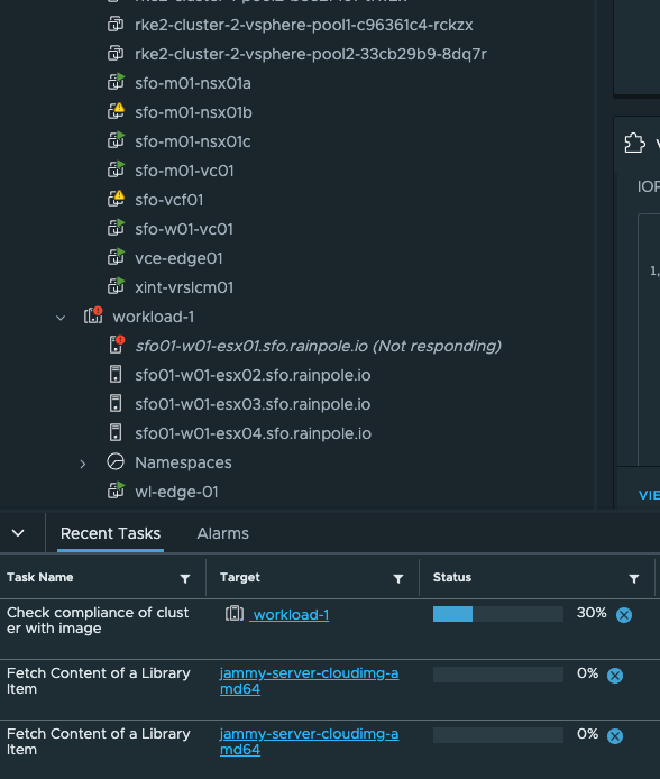 rke2-cluster-2-vsphere-pool1-c96361c4-rckzx
rke2-cluster-2-vsphere-pool2-33cb29b9-8dq7r
sfo-m01-nsx01a
sfo-m01-nsx01b
sfo-m01-nsx01c
sfo-m01-vc01
sfo-vcf01
sfo-w01-vc01
vce-edge01
xint-vrslcm01
workload-1
sfo01-w01-esx01.sfo.rainpole.io (Not responding)
sfo01-w01-esx02.sfo.rainpole.io
sfo01-w01-esx03.sfo.rainpole.io
sfo01-w01-esx04.sfo.rainpole.io
Namespaces
wl-edge-01
IOP
1,
VIE
Recent Tasks Alarms
Task Name Target Status
Check compliance of clust
er with image
workload-1
30%
Fetch Content of a Library
Item
jammy-server-cloudimg-a
md64
0%
Fetch Content of a Library
Item
jammy-server-cloudimg-a
md64
0%